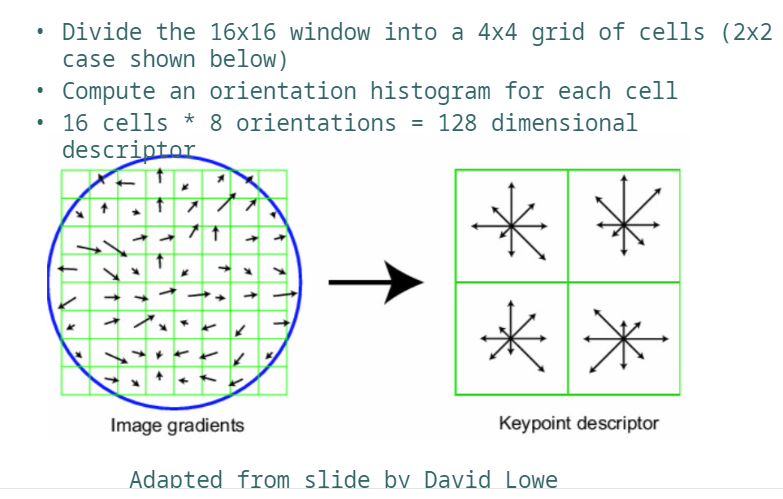 • Divide the 16x16 window into a 4x4 grid of cells (2x2
case shown below)
• Compute an orientation histogram for each cell
• 16 cells * 8 orientations = 128 dimensional
descriptor
Image gradients
Keypoint descriptor
Adapted from slide by David Lowe